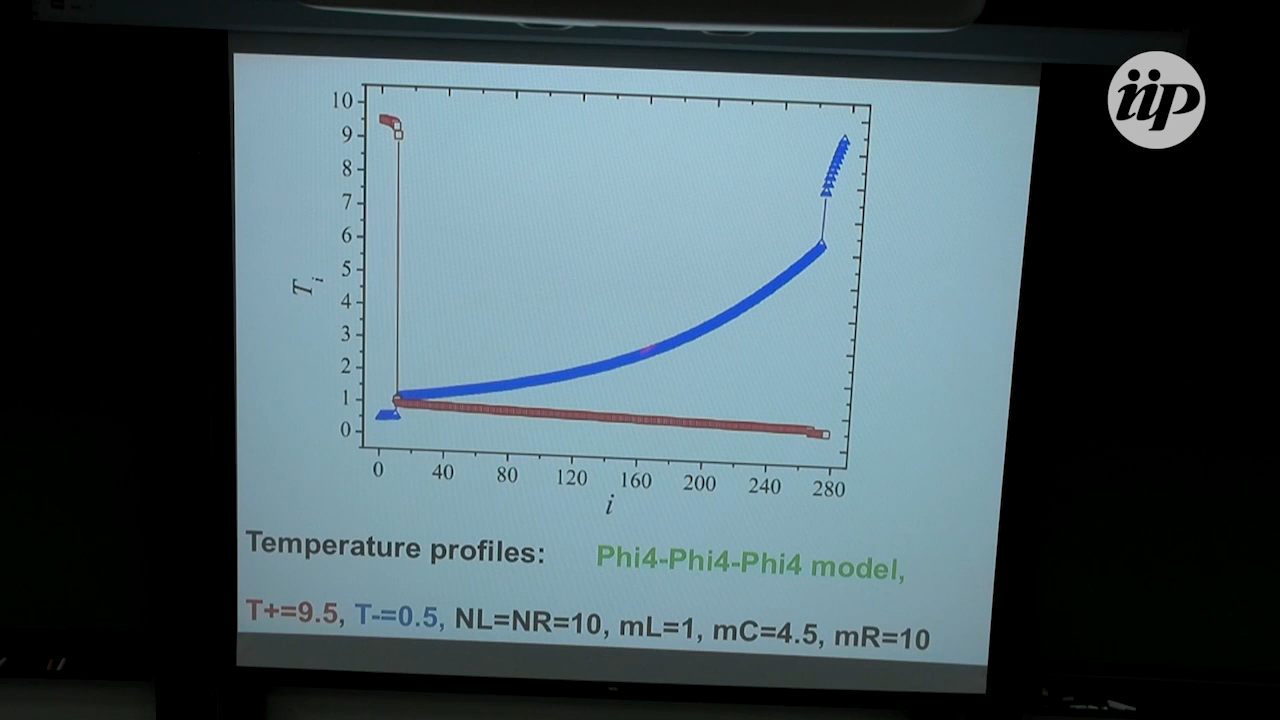 iip
10
9
8
7
6
5
4
3
2
1
0
T_i
0 40 80 120 160 200 240 280
i
Temperature profiles: Phi4-Phi4-Phi4 model,
T+=9.5, T-=0.5, NL=NR=10, mL=1, mC=4.5, mR=10